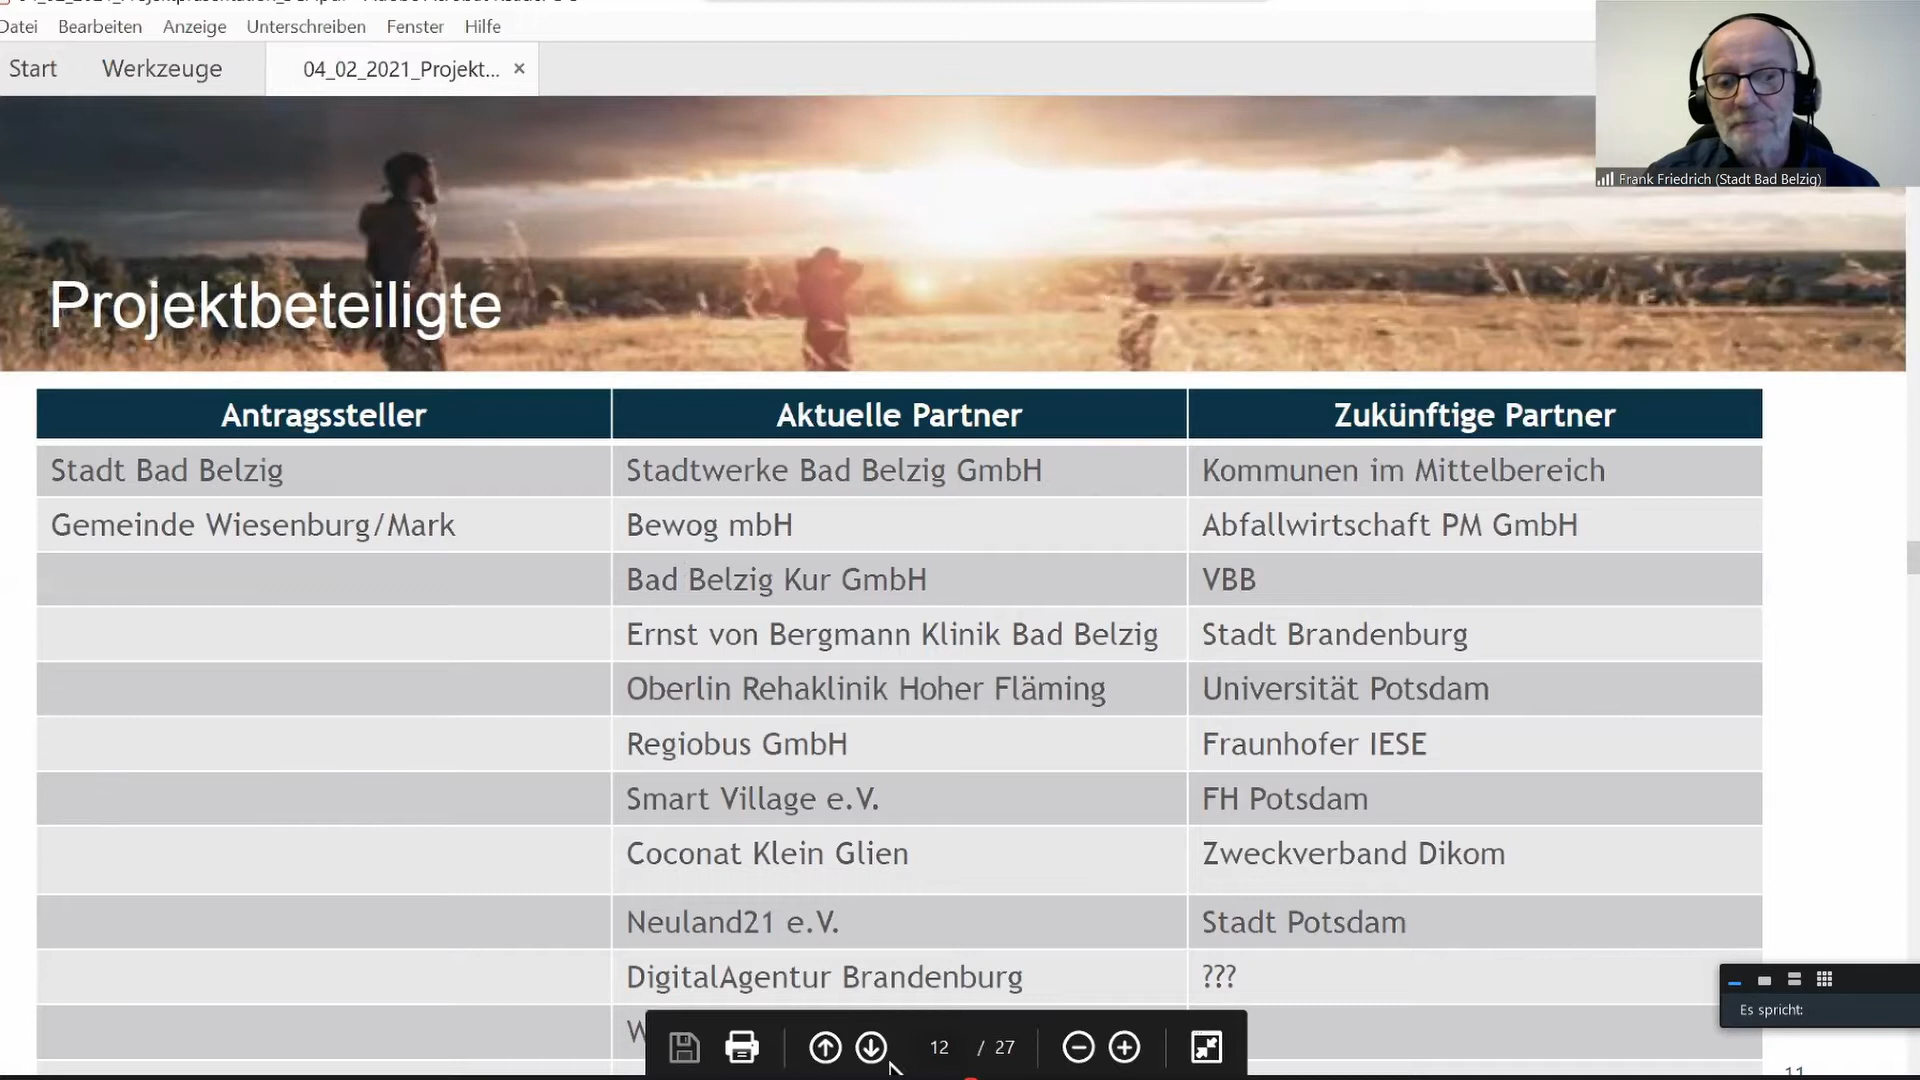 Datei Bearbeiten Anzeige Unterschreiben Fenster Hilfe
Start Werkzeuge 04_02_2021_Projekt... ×
Frank Friedrich (Stadt Bad Belzig)
Projektbeteiligte
Antragssteller Aktuelle Partner Zukünftige Partner
Stadt Bad Belzig Stadtwerke Bad Belzig GmbH Kommunen im Mittelbereich
Gemeinde Wiesenburg/Mark Bewog mbH Abfallwirtschaft PM GmbH
Bad Belzig Kur GmbH VBB
Ernst von Bergmann Klinik Bad Belzig Stadt Brandenburg
Oberlin Rehaklinik Hoher Fläming Universität Potsdam
Regiobus GmbH Fraunhofer IESE
Smart Village e.V. FH Potsdam
Coconat Klein Glien Zweckverband Dikom
Neuland21 e.V. Stadt Potsdam
DigitalAgentur Brandenburg ???
Es spricht:
12 / 27
11